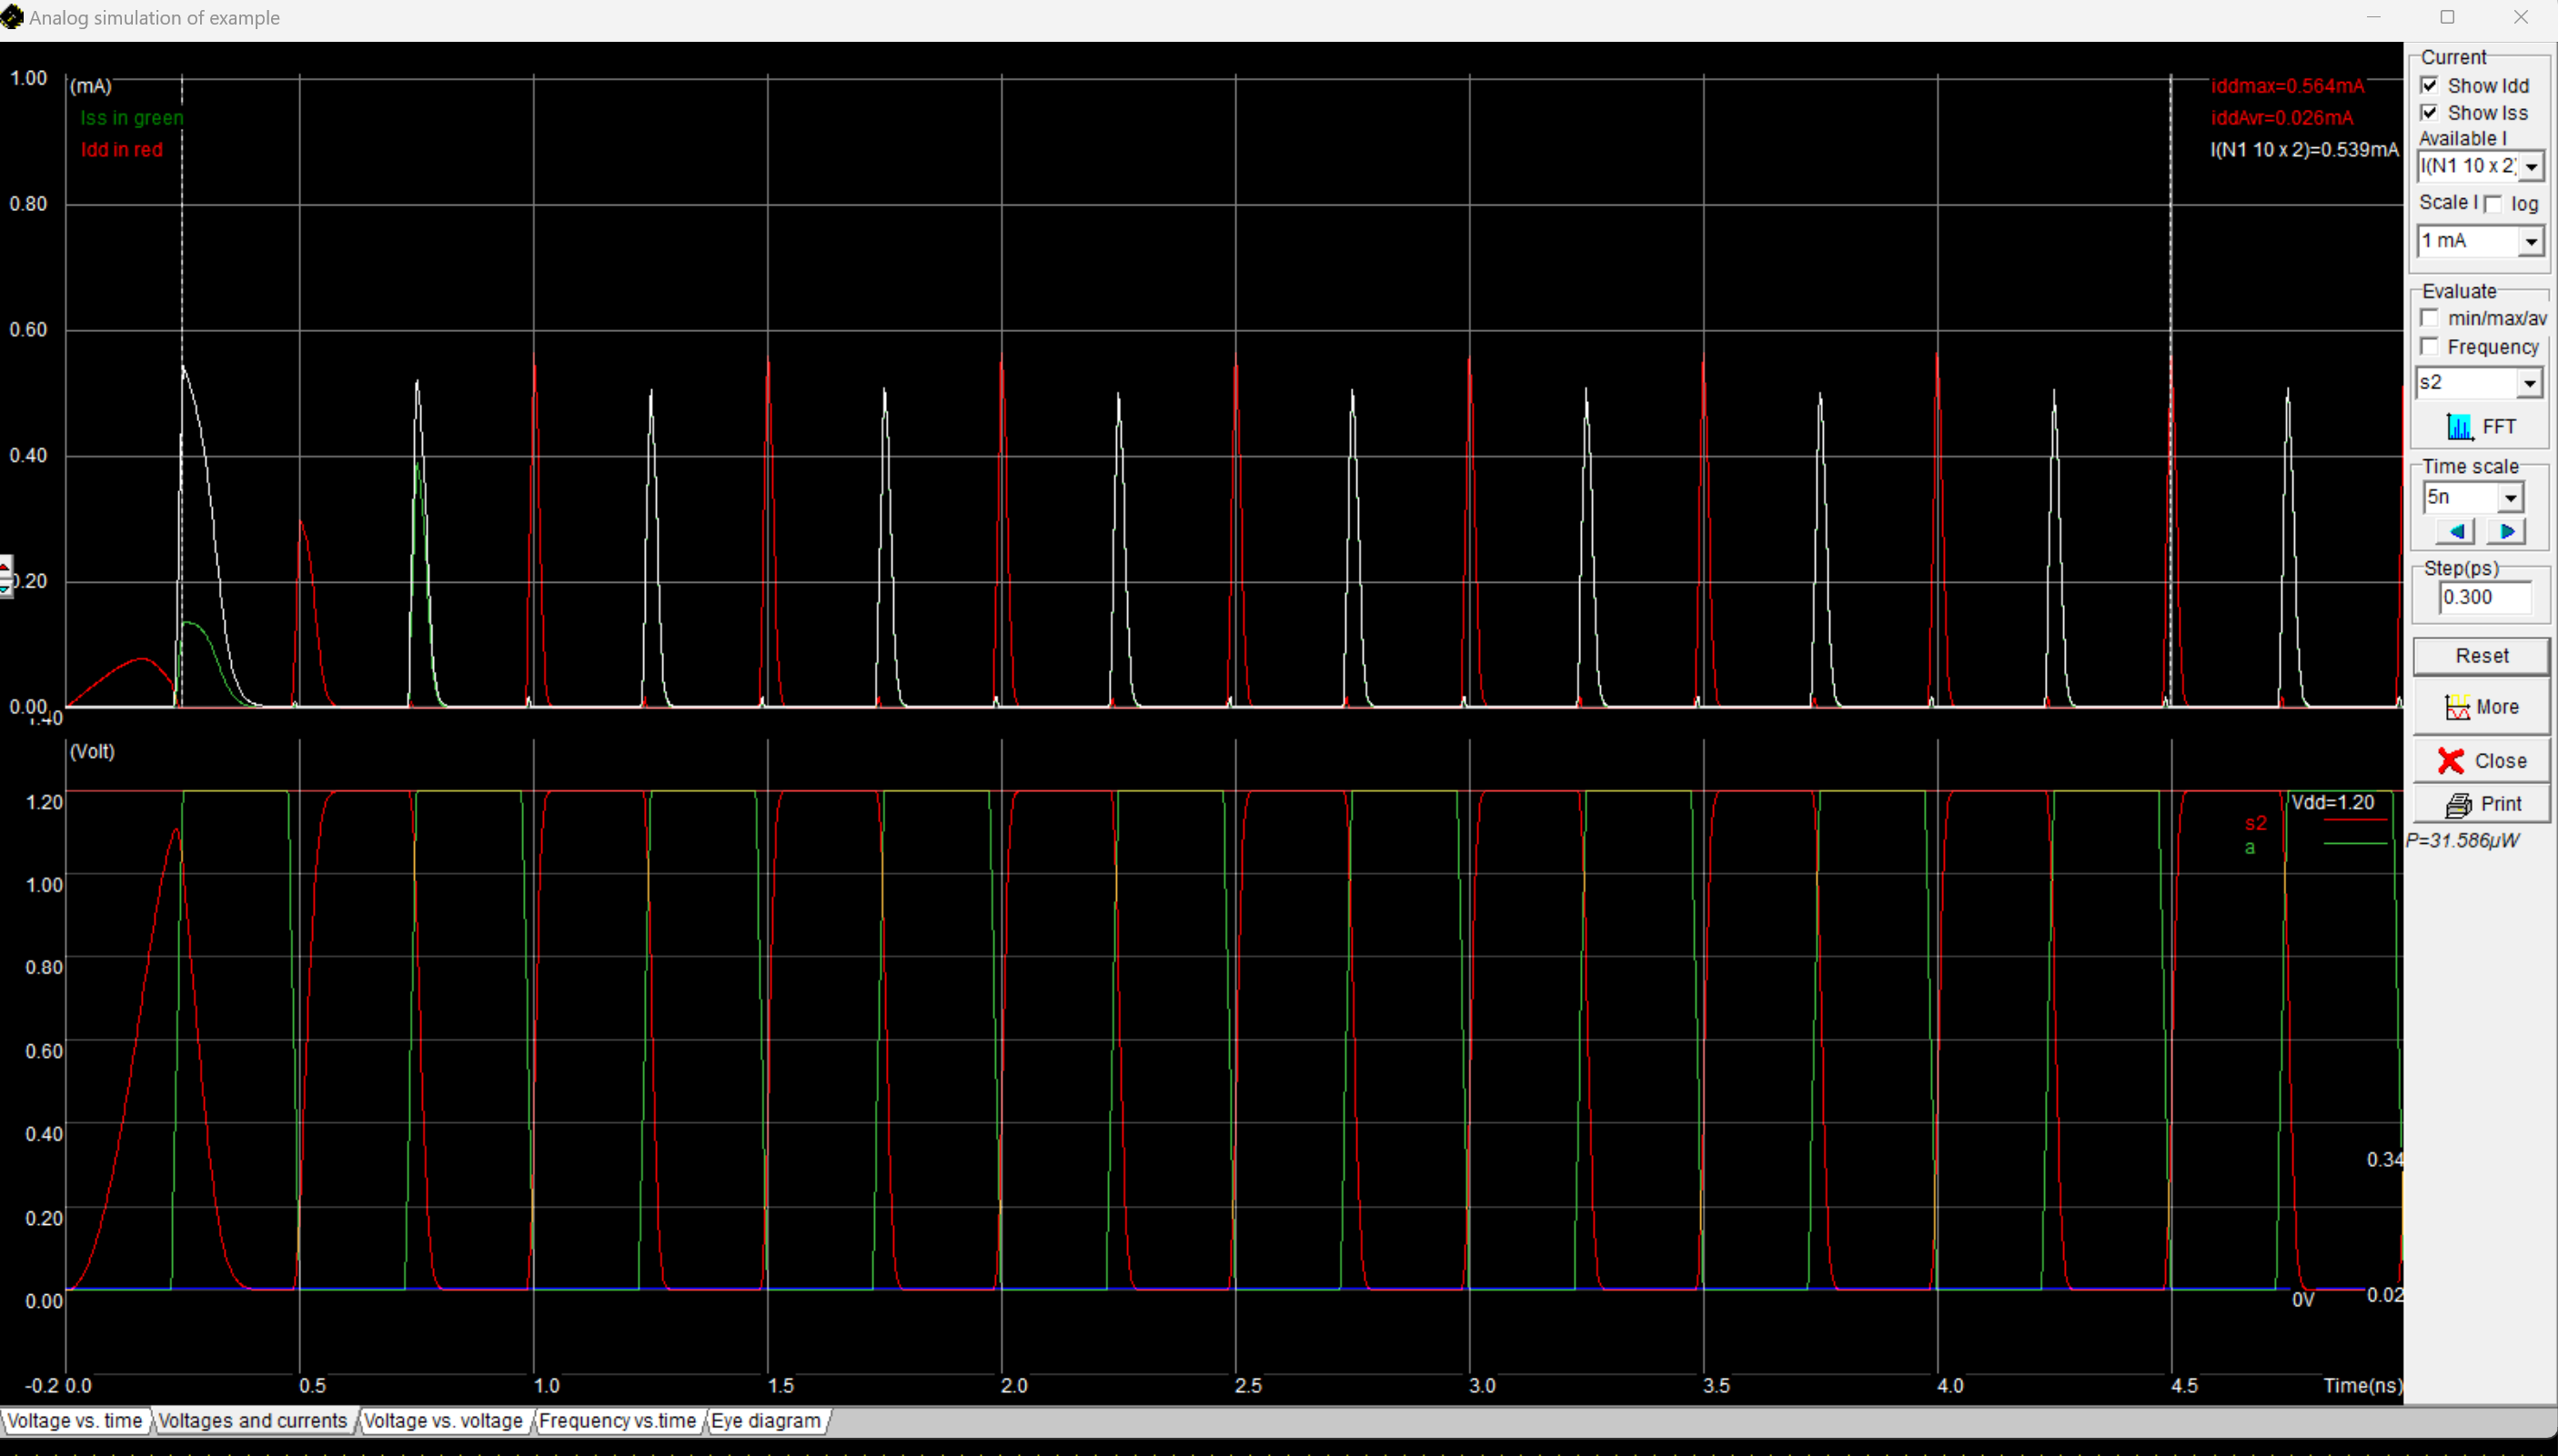 Analog simulation of example
1.00
(mA)
Iss in green
Idd in red
iddmax=0.564mA
iddAvr=0.026mA
I(N1 10 x 2)=0.539mA
0.80
0.60
0.40
0.20
0.00
1.40
(Volt)
1.20
Vdd=1.20
s2
a
1.00
0.80
0.60
0.40
0.34
0.20
0.00
0V
0.02
-0.2 0.0
0.5
1.0
1.5
2.0
2.5
3.0
3.5
4.0
4.5
Time(ns)
Voltage vs. time
Voltages and currents
Voltage vs. voltage
Frequency vs.time
Eye diagram
Current
Show Idd
Show Iss
Available I
I(N1 10 x 2)
Scale I
log
1 mA
Evaluate
min/max/av
Frequency
s2
FFT
Time scale
5n
Step(ps)
0.300
Reset
More
Close
Print
P=31.586µW